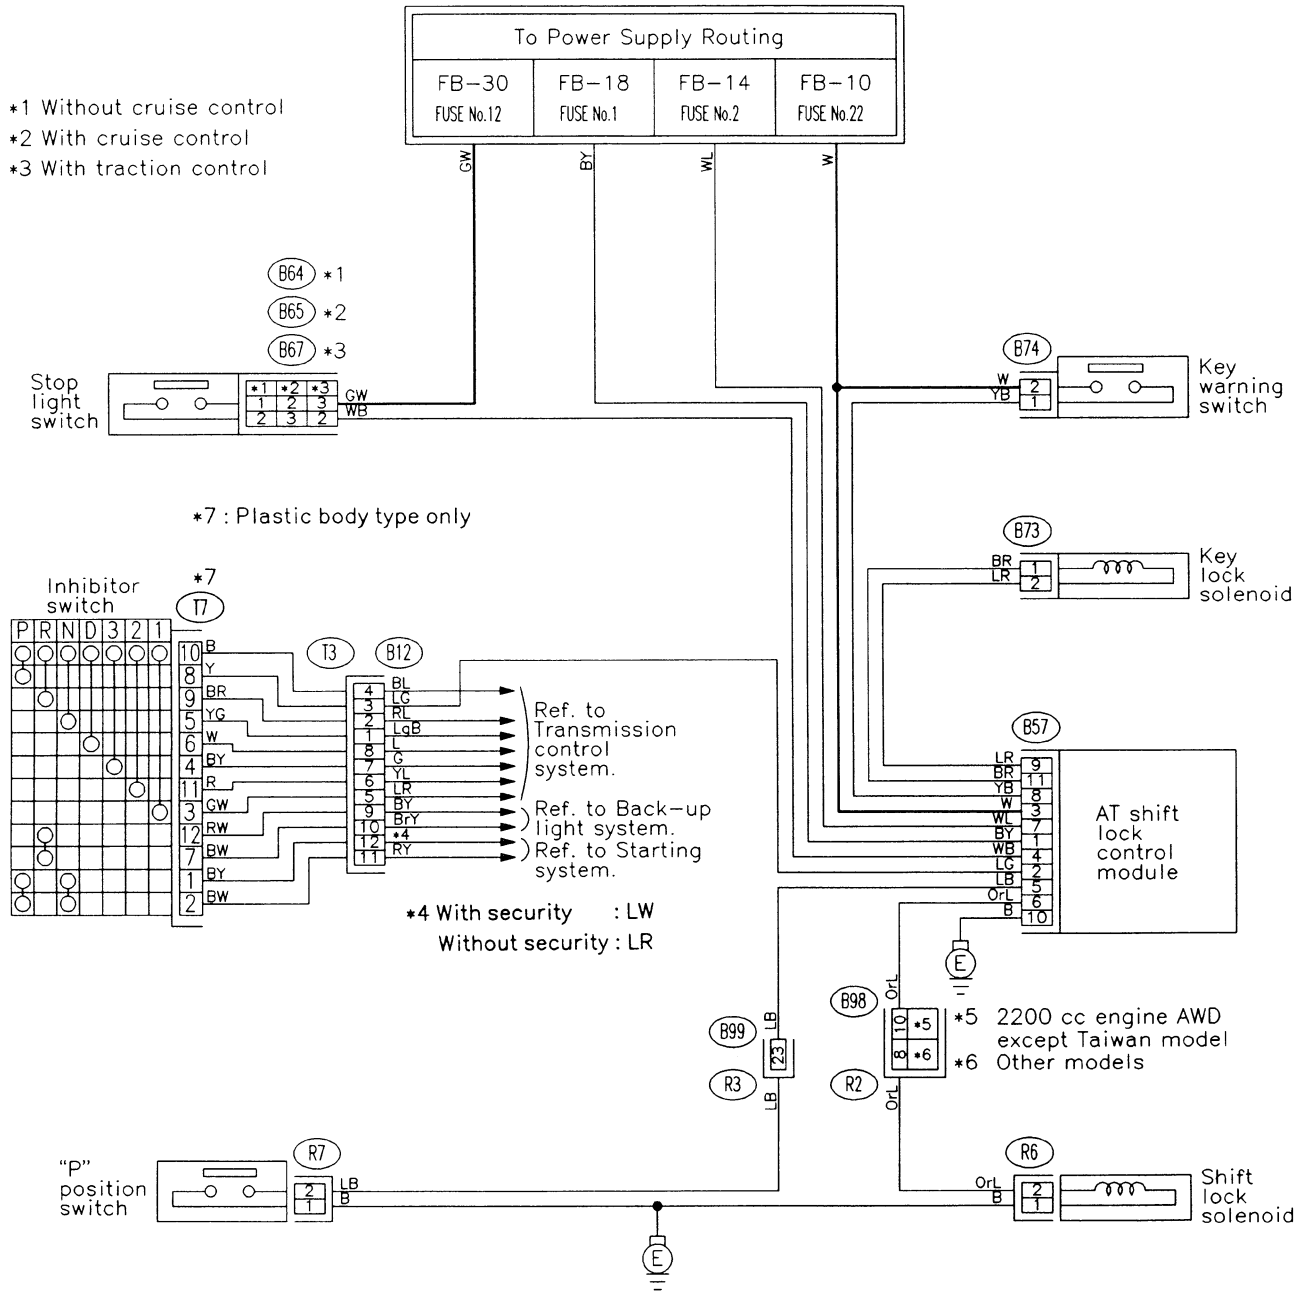 To Power Supply Routing
FB-30 FB-18 FB-14 FB-10
FUSE No.12 FUSE No.1 FUSE No.2 FUSE No.22
GW BY WL W
*1 Without cruise control
*2 With cruise control
*3 With traction control
B64 *1
B65 *2
B67 *3
Stop
light
switch
*1 *2 *3
1 2 3
2 3 2
GW
WB
B74
W 2
YB 1
Key
warning
switch
*7 : Plastic body type only
B73
BR 1
LR 2
Key
lock
solenoid
Inhibitor
switch
*7
T7
P R N D 3 2 1
10 B
8 Y
9 BR
5 YG
6 W
4 BY
11 R
3 GW
12 RW
7 BW
1 BY
2 BW
T3 B12
4 BL
3 LG
2 RL
1 LgB
8 L
7 G
6 YL
5 LR
9 BY
10 BrY
12 *4
11 RY
Ref. to
Transmission
control
system.
Ref. to Back-up
light system.
Ref. to Starting
system.
*4 With security : LW
Without security : LR
B57
LR 9
BR 11
YB 8
W 3
WL 7
BY 1
WB 4
LG 2
LB 5
OrL 6
B 10
AT shift
lock
control
module
E
B99
LB
23
R3
LB
B98
OrL
10 *5
8 *6
R2
OrL
*5 2200 cc engine AWD
except Taiwan model
*6 Other models
"P"
position
switch
R7
2 LB
1 B
E
R6
OrL 2
B 1
Shift
lock
solenoid